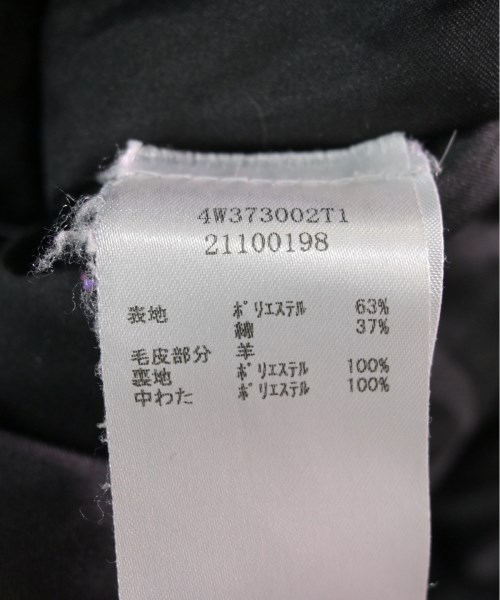 4W373002T1
21100198
表地 ポリエステル 63%
綿 37%
毛皮部分 羊
裏地 ポリエステル 100%
中わた ポリエステル 100%